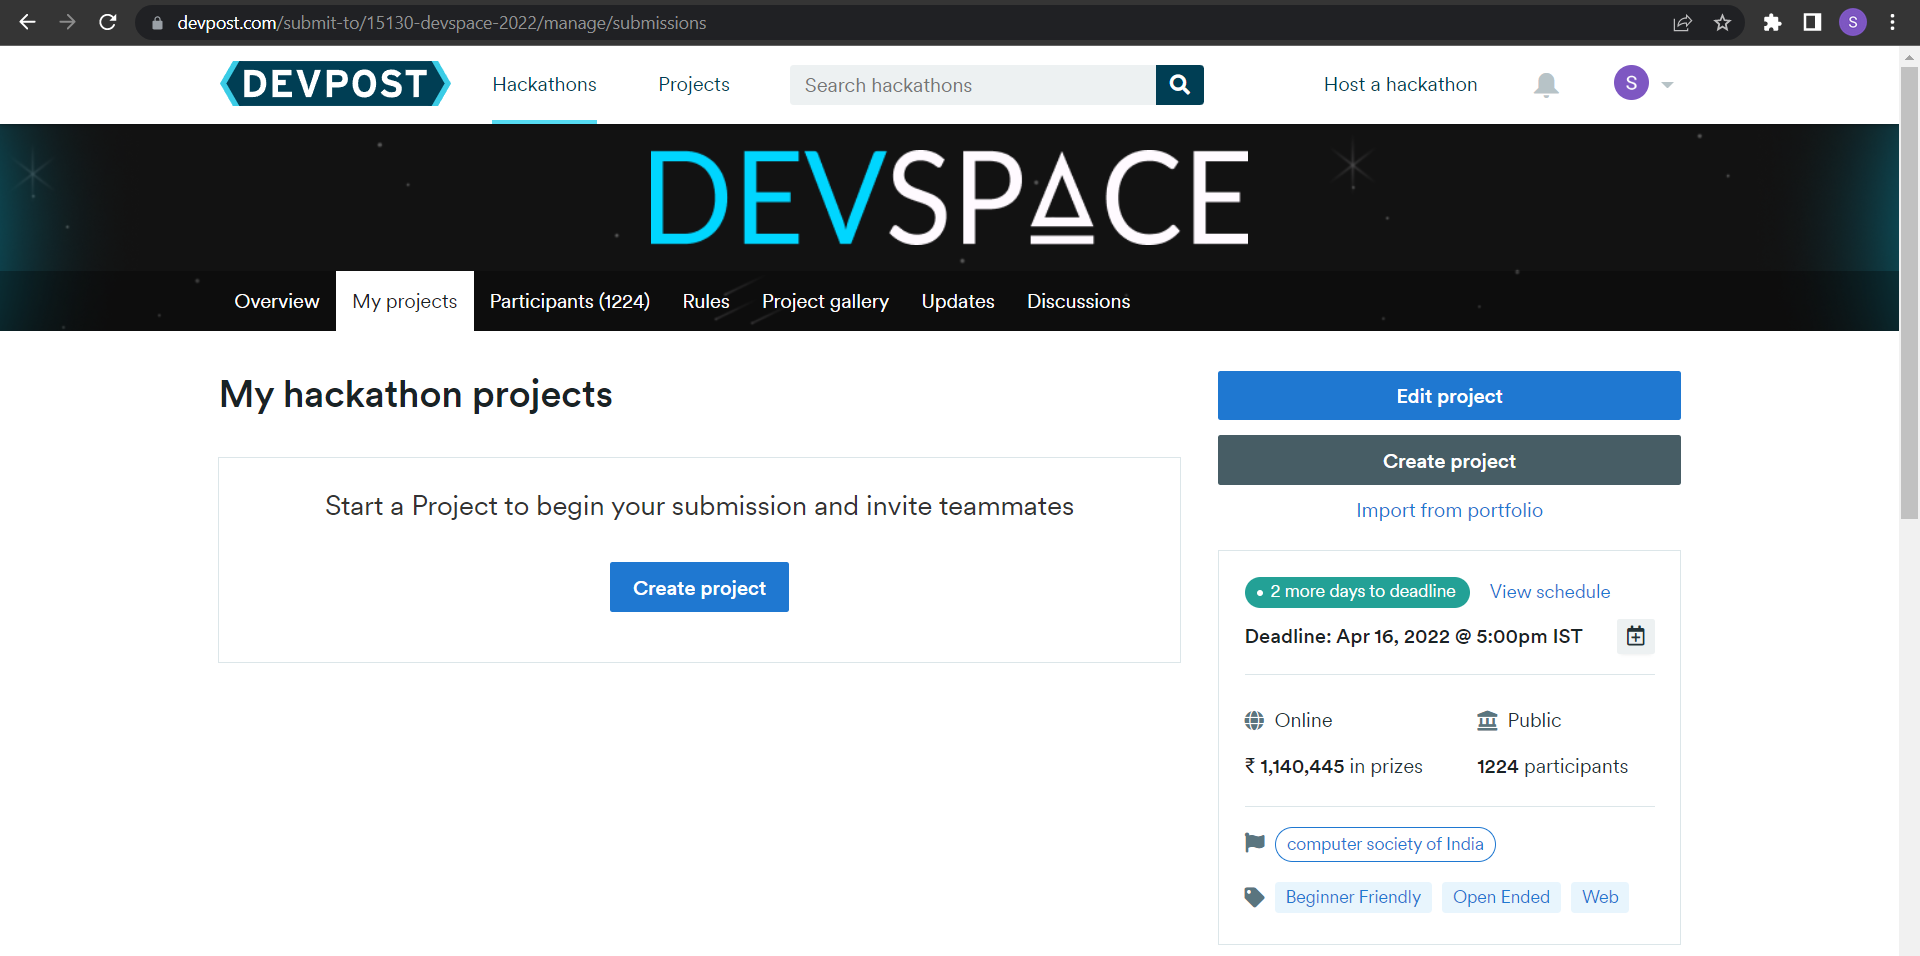 devpost.com/submit-to/15130-devspace-2022/manage/submissions
S
DEVPOST
Hackathons
Projects
Search hackathons
Host a hackathon
S
DEVSPACE
Overview
My projects
Participants (1224)
Rules
Project gallery
Updates
Discussions
My hackathon projects
Start a Project to begin your submission and invite teammates
Create project
Edit project
Create project
Import from portfolio
• 2 more days to deadline
View schedule
Deadline: Apr 16, 2022 @ 5:00pm IST
Online
Public
₹ 1,140,445 in prizes
1224 participants
computer society of India
Beginner Friendly
Open Ended
Web